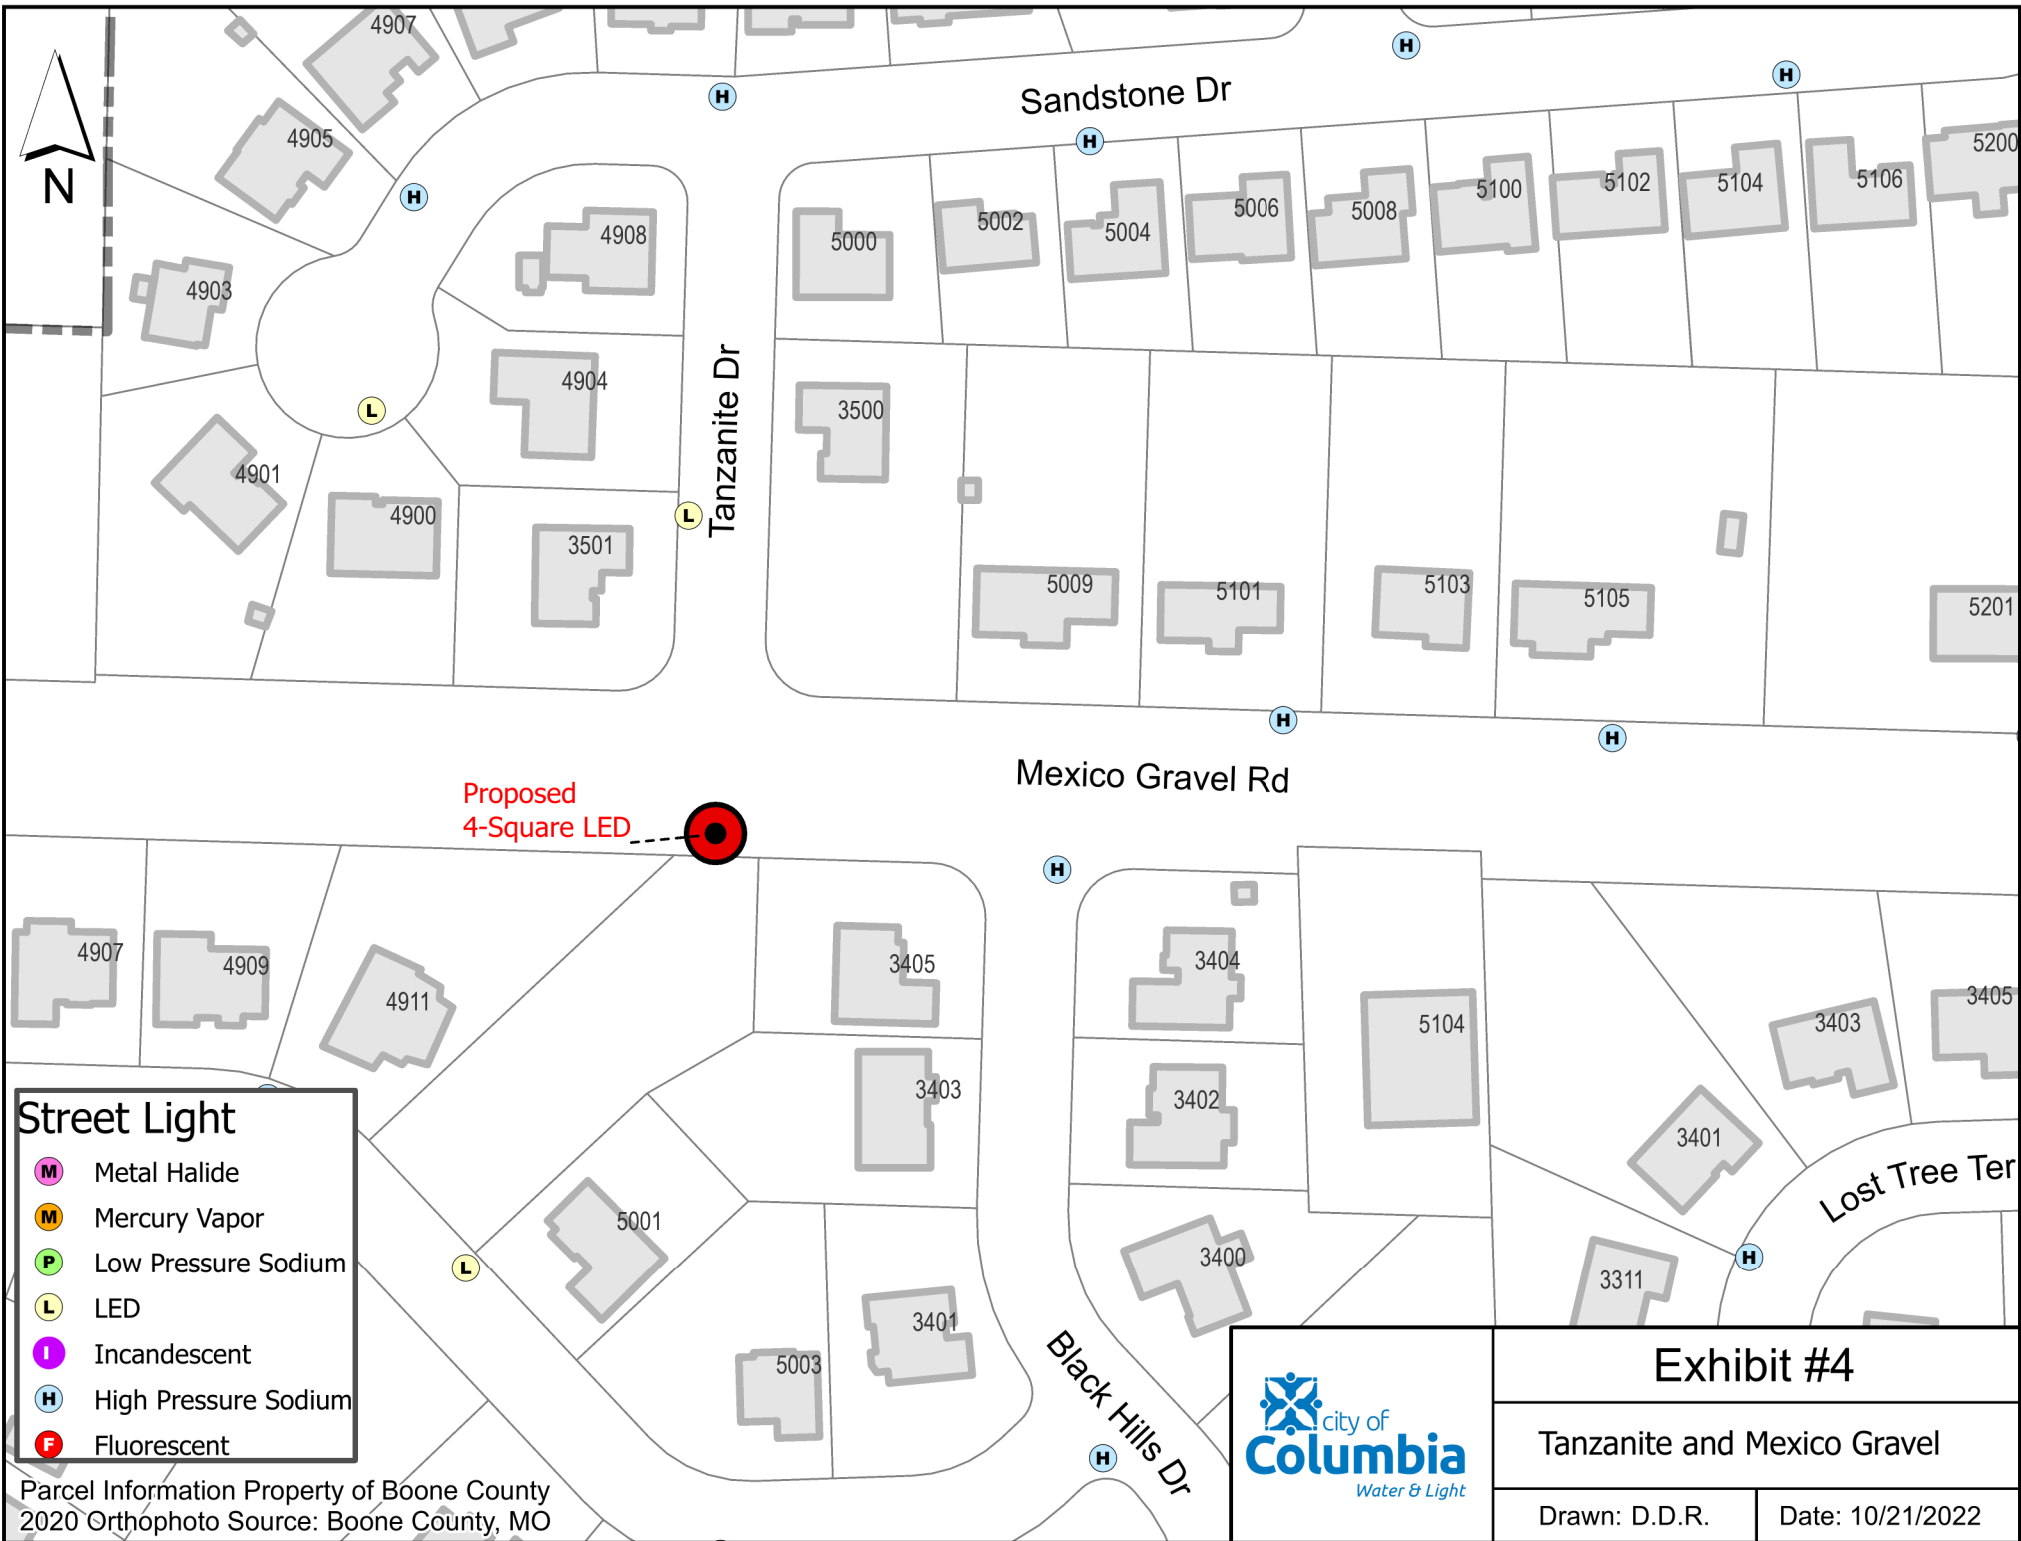 4907
H
H
Sandstone Dr
H
H
4905
N
H
5200
5106
5104
5102
5100
5008
5006
5004
5002
5000
4908
4903
Tanzanite Dr
4904
3500
L
4901
4900
L
3501
5009
5101
5103
5105
5201
H
H
Mexico Gravel Rd
Proposed
4-Square LED
H
4907
4909
4911
3405
3404
5104
3403
3405
3403
3402
3401
Lost Tree Ter
5001
L
3400
H
3311
3401
5003
Black Hills Dr
H
Street Light
M Metal Halide
M Mercury Vapor
P Low Pressure Sodium
L LED
I Incandescent
H High Pressure Sodium
F Fluorescent
Parcel Information Property of Boone County
2020 Orthophoto Source: Boone County, MO
city of
Columbia
Water & Light
Exhibit #4
Tanzanite and Mexico Gravel
Drawn: D.D.R.
Date: 10/21/2022